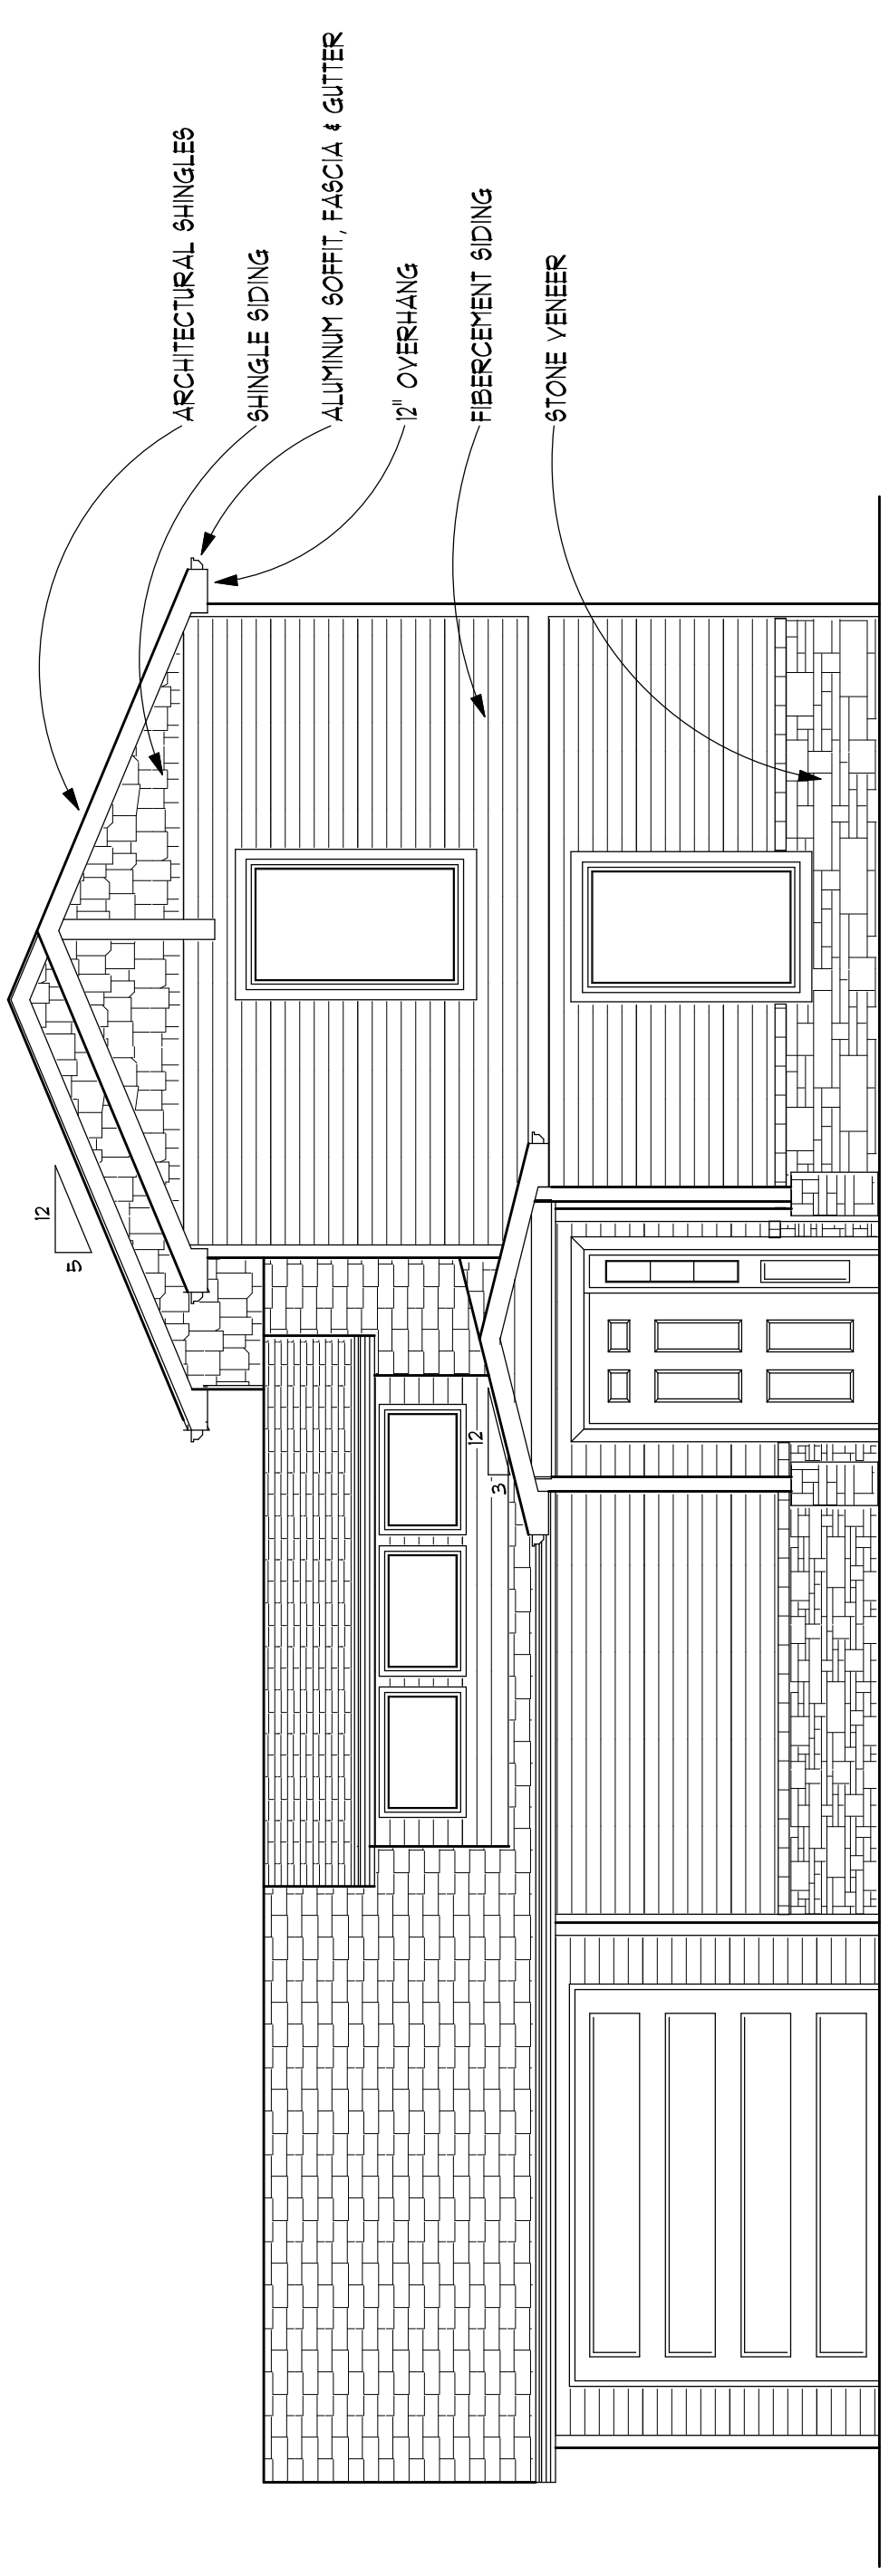 ARCHITECTURAL SHINGLES
SHINGLE SIDING
ALUMINUM SOFFIT, FASCIA & GUTTER
12" OVERHANG
FIBERCEMENT SIDING
STONE VENEER
12
5
12
3